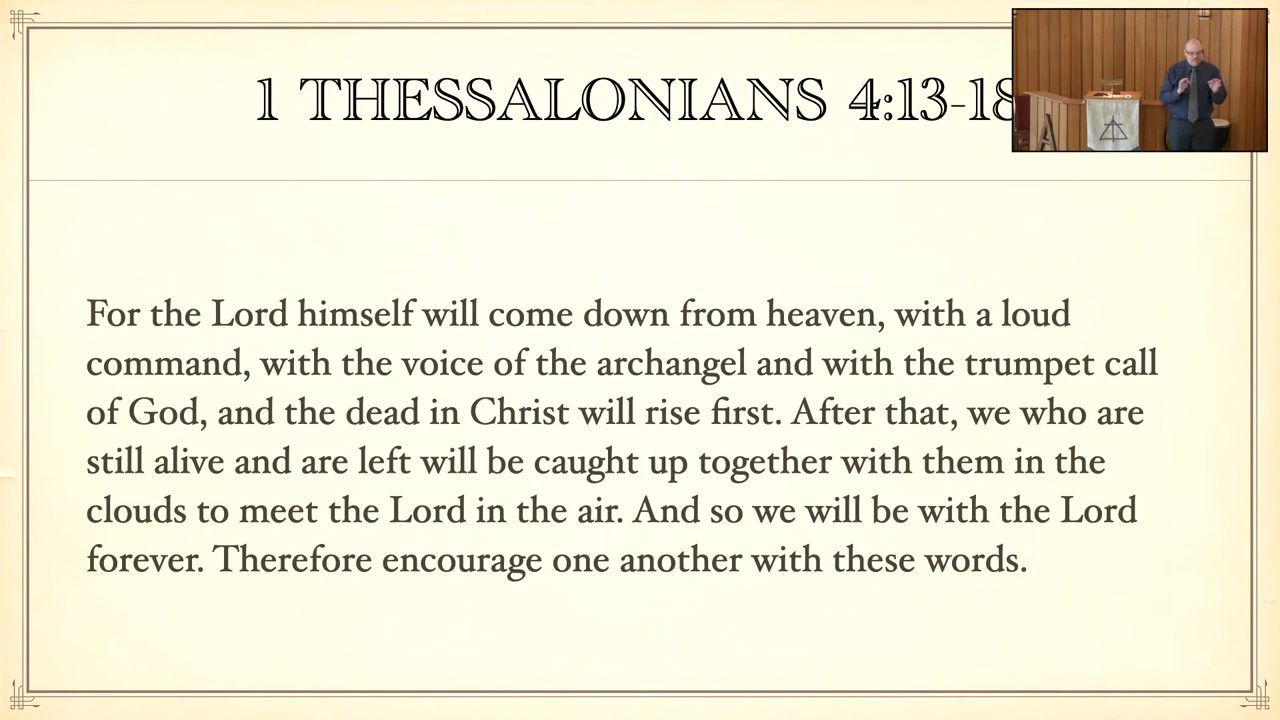 1 THESSALONIANS 4:13-18
For the Lord himself will come down from heaven, with a loud
command, with the voice of the archangel and with the trumpet call
of God, and the dead in Christ will rise first. After that, we who are
still alive and are left will be caught up together with them in the
clouds to meet the Lord in the air. And so we will be with the Lord
forever. Therefore encourage one another with these words.